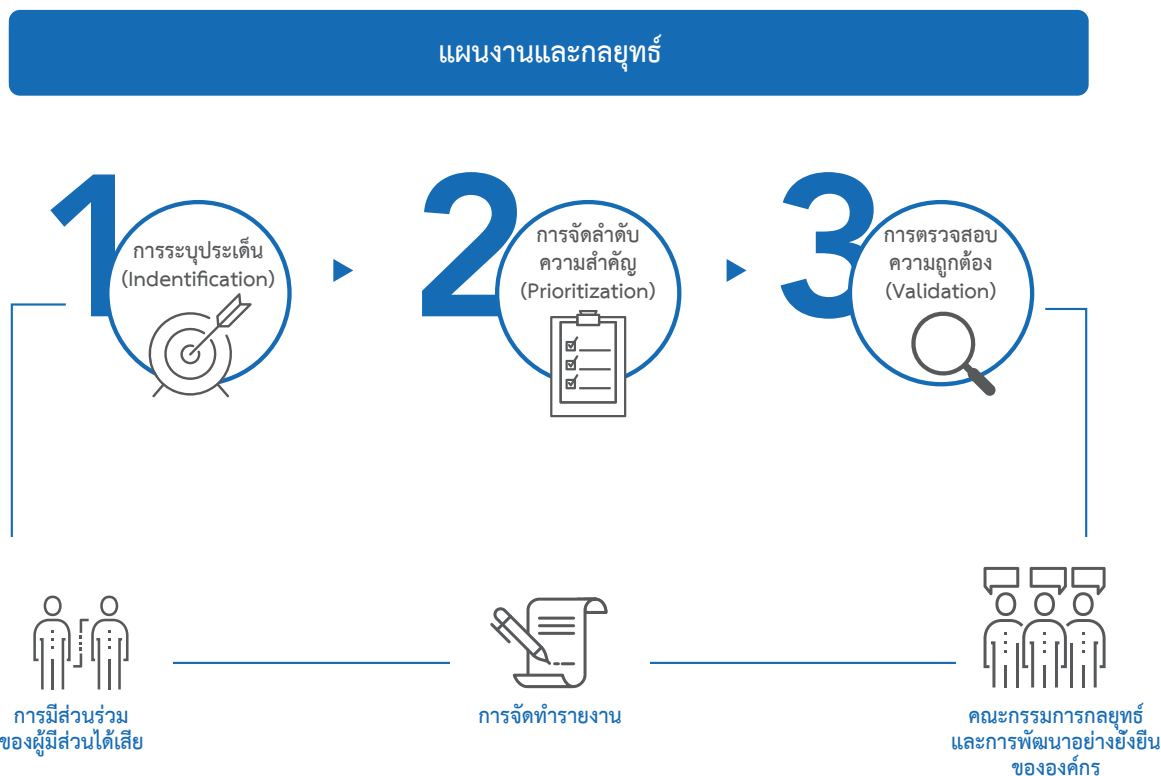 แผนงานและกลยุทธ์
1
การระบุประเด็น
(Indentification)
2
การจัดลำดับ
ความสำคัญ
(Prioritization)
3
การตรวจสอบ
ความถูกต้อง
(Validation)
การมีส่วนร่วม
ของผู้มีส่วนได้เสีย
การจัดทำรายงาน
คณะกรรมการกลยุทธ์
และการพัฒนาอย่างยั่งยืน
ขององค์กร